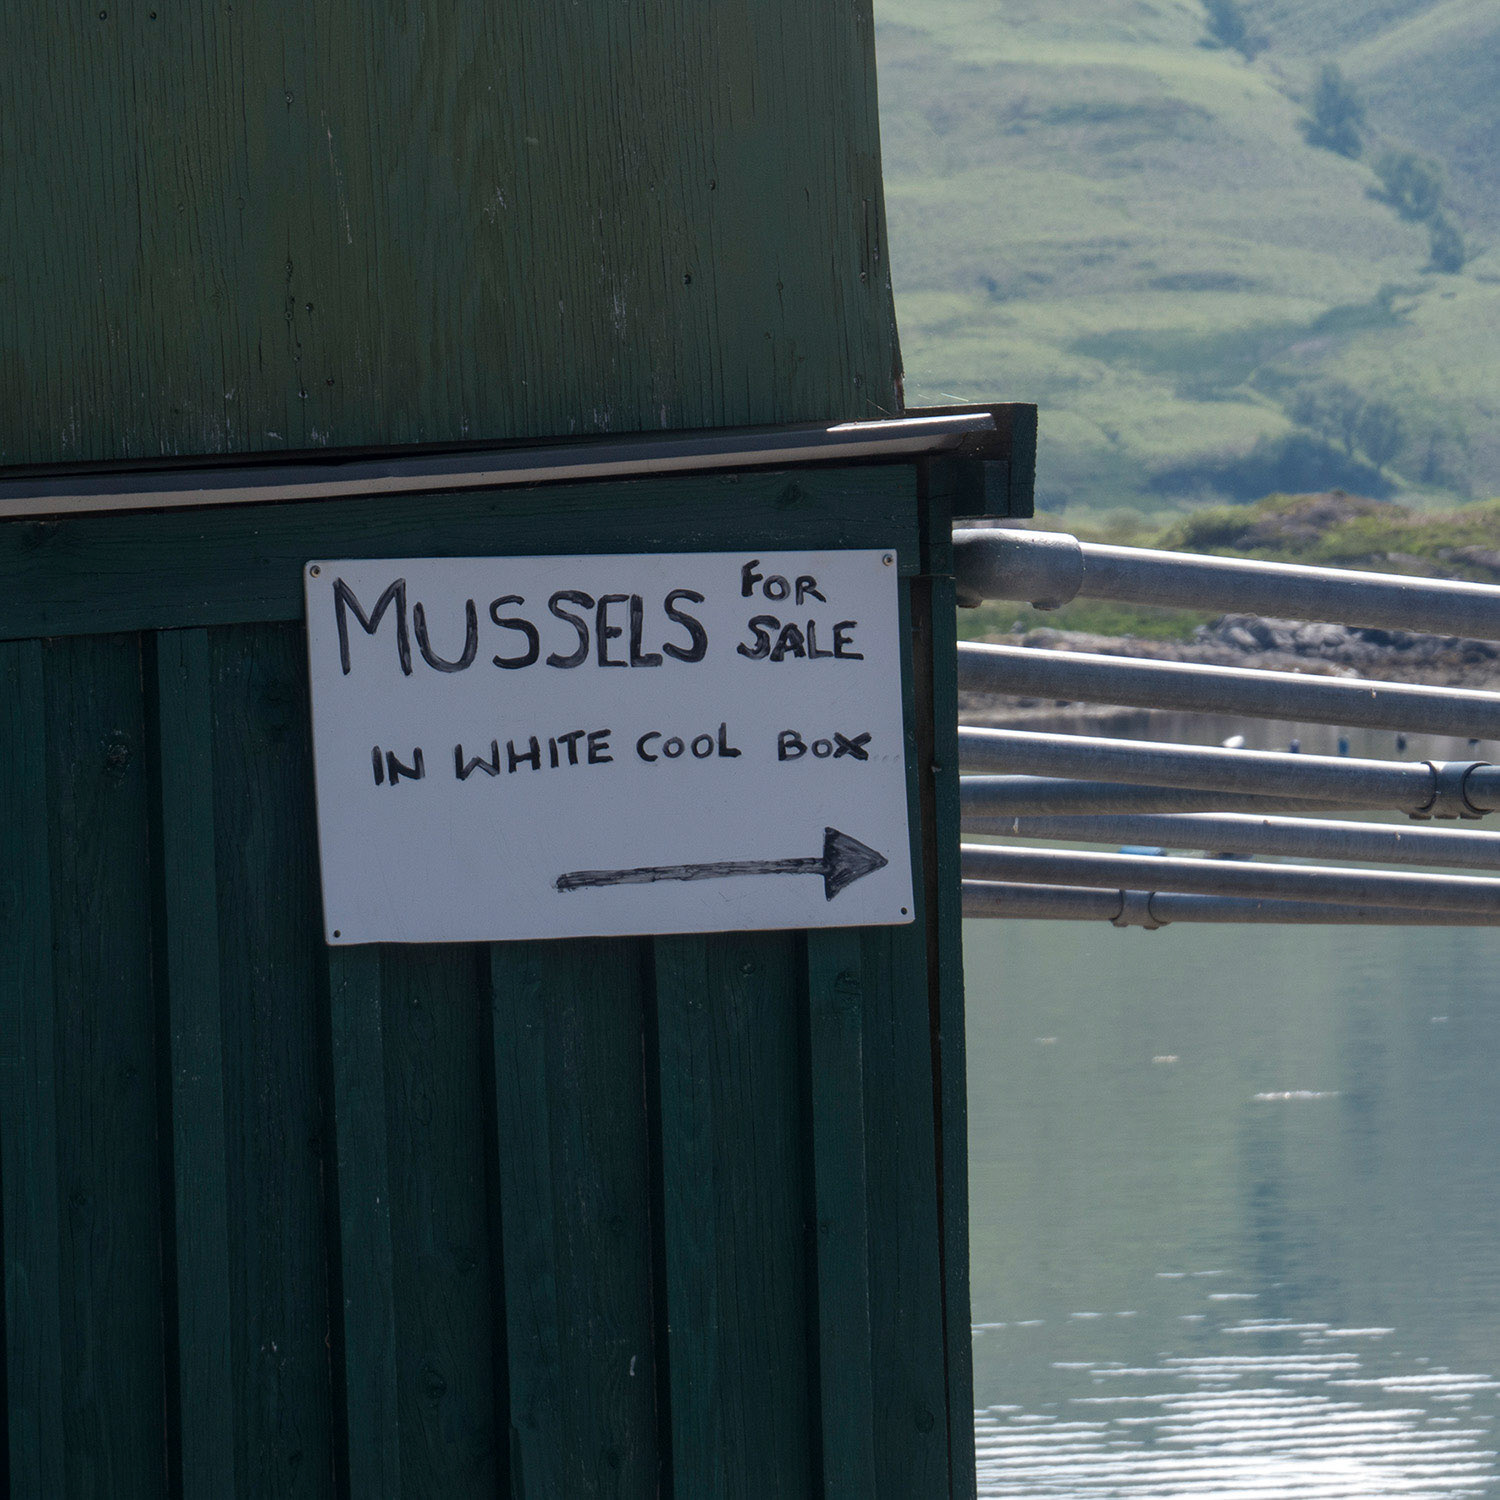 MUSSELS FOR
SALE
IN WHITE COOL BOX